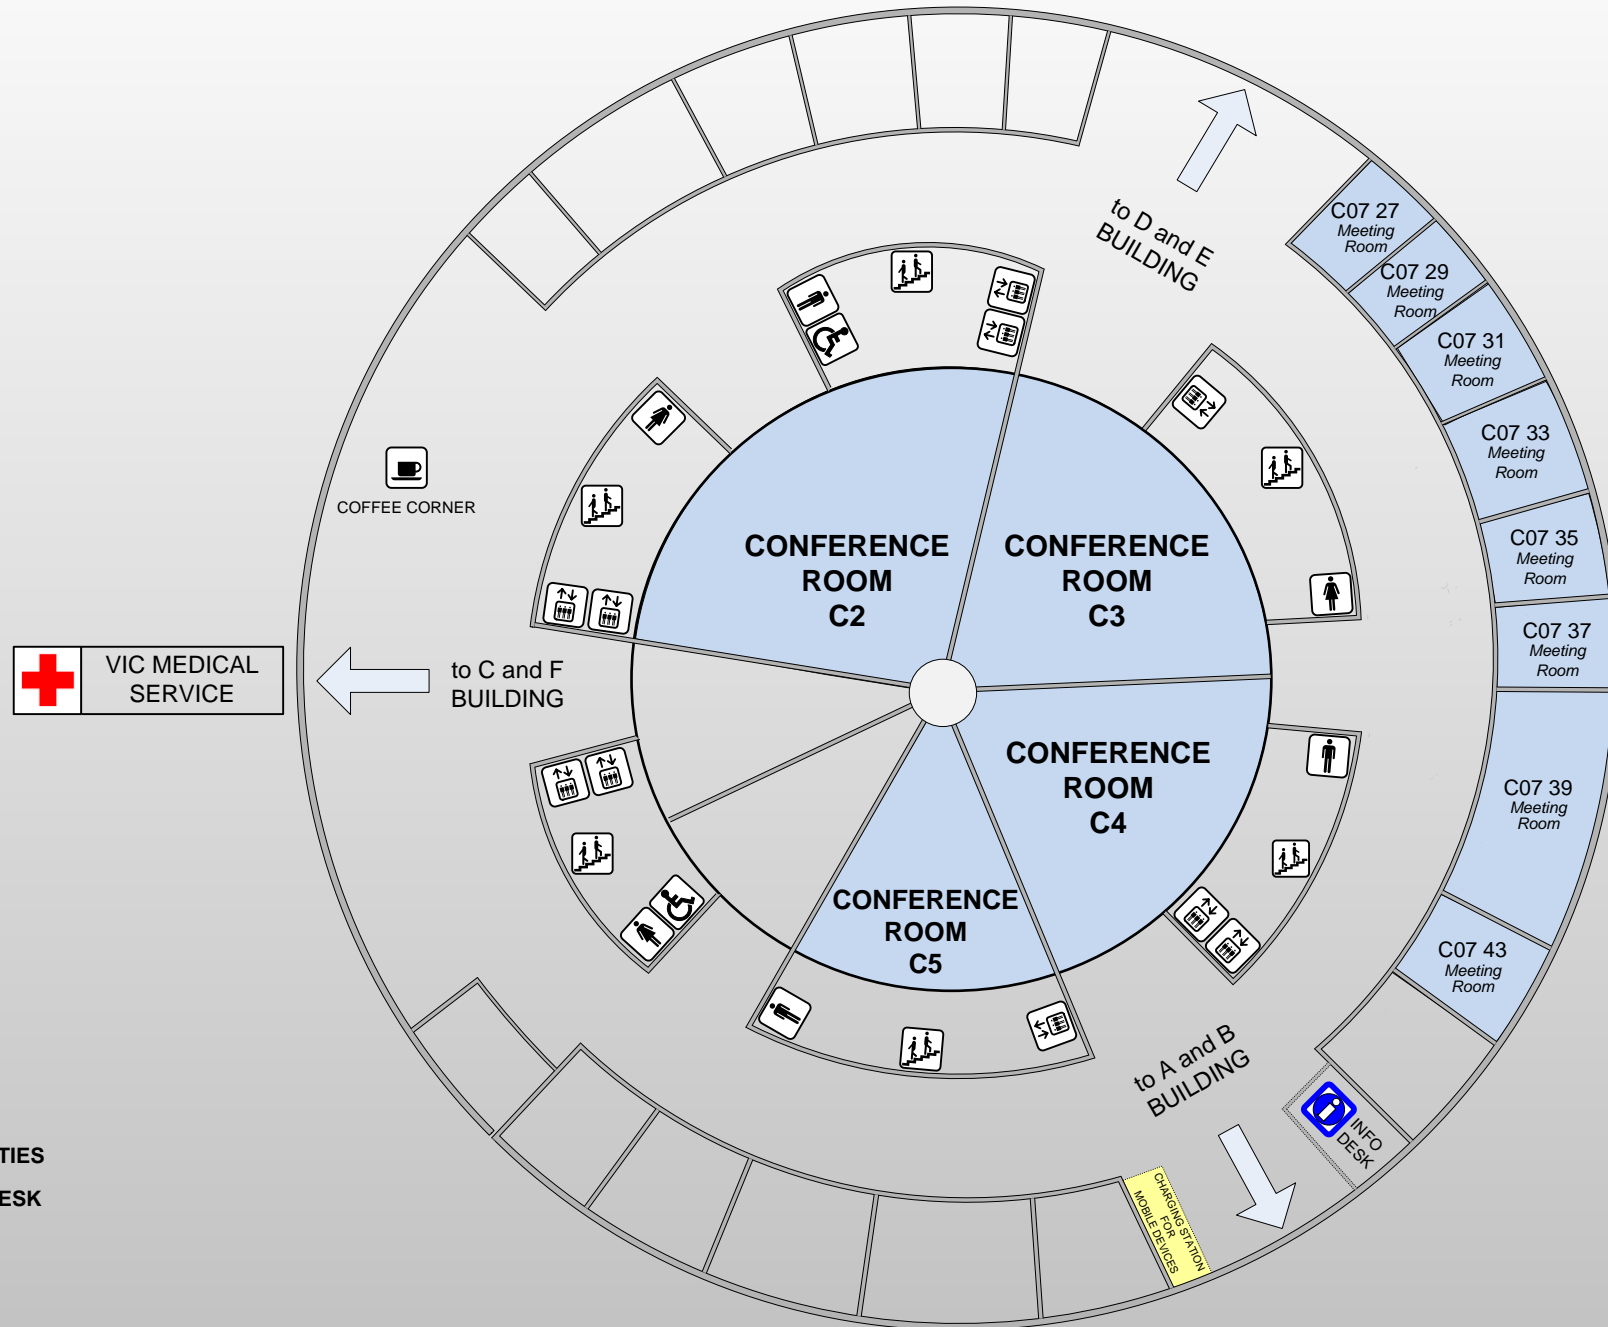 to D and E
BUILDING
C07 27
Meeting
Room
C07 29
Meeting
Room
C07 31
Meeting
Room
C07 33
Meeting
Room
C07 35
Meeting
Room
C07 37
Meeting
Room
C07 39
Meeting
Room
C07 43
Meeting
Room
COFFEE CORNER
CONFERENCE
ROOM
C2
CONFERENCE
ROOM
C3
VIC MEDICAL
SERVICE
to C and F
BUILDING
CONFERENCE
ROOM
C4
CONFERENCE
ROOM
C5
to A and B
BUILDING
INFO
DESK
CHARGING STATION
FOR
MOBILE DEVICES
TIES
ESK